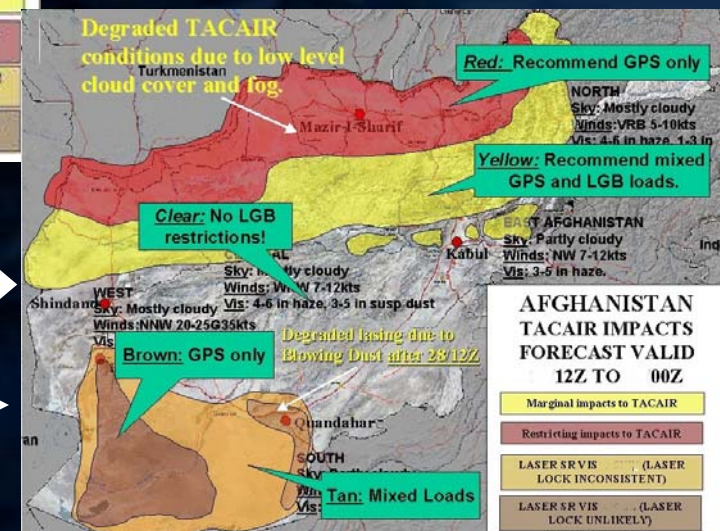 Degraded TACAIR
conditions due to low level
cloud cover and fog.
Turkmenistan
Red: Recommend GPS only
NORTH
Sky: Mostly cloudy
Winds:VRB 5-10kts
Vis: 4-6 in haze, 1-3 in
Mazir-I-Sharif
Yellow: Recommend mixed
GPS and LGB loads.
Clear: No LGB
restrictions!
EAST AFGHANISTAN
Sky: Partly cloudy
Winds: NW 7-12kts
Vis: 3-5 in haze.
Kabul
Sky: cloudy
Winds: 7-12kts
Vis: 4-6 in haze, 3-5 in susp dust
WEST
Shindand
Sky: Mostly cloudy
Winds:NNW 20-25G35kts
Vis
Degraded lasing due to
Blowing Dust after 28/12Z
Brown: GPS only
Quandahar
SOUTH
Tan: Mixed Loads
Vis:
AFGHANISTAN
TACAIR IMPACTS
FORECAST VALID
12Z TO 00Z
Marginal impacts to TACAIR
Restricting impacts to TACAIR
LASER SR VIS (LASER
LOCK INCONSISTENT)
LASER SR VIS (LASER
LOCK UNLIKELY)